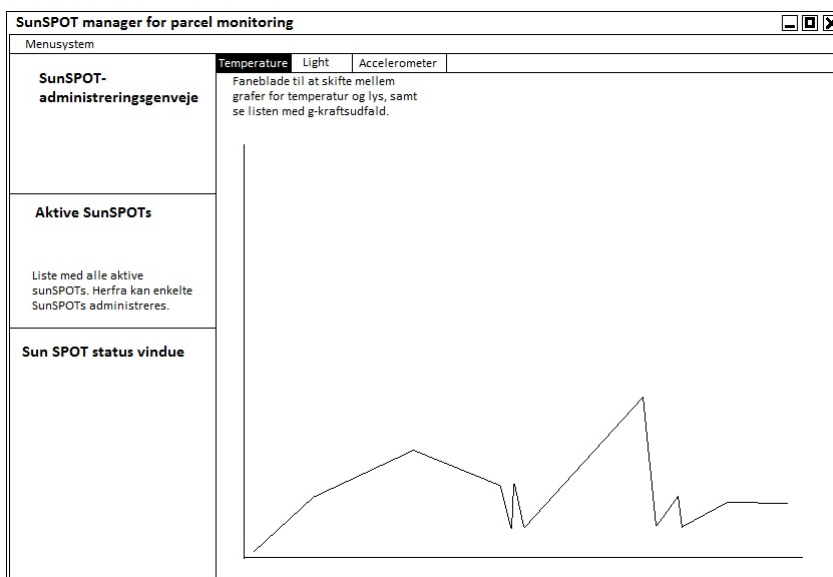 SunSPOT manager for parcel monitoring
Menusystem
SunSPOT-
administreringsgenveje
Aktive SunSPOTs
Liste med alle aktive
sunSPOTs. Herfra kan enkelte
SunSPOTs administreres.
Sun SPOT status vindue
Temperature Light Accelerometer
Faneblade til at skifte mellem
grafer for temperatur og lys, samt
se listen med g-kraftsudfald.